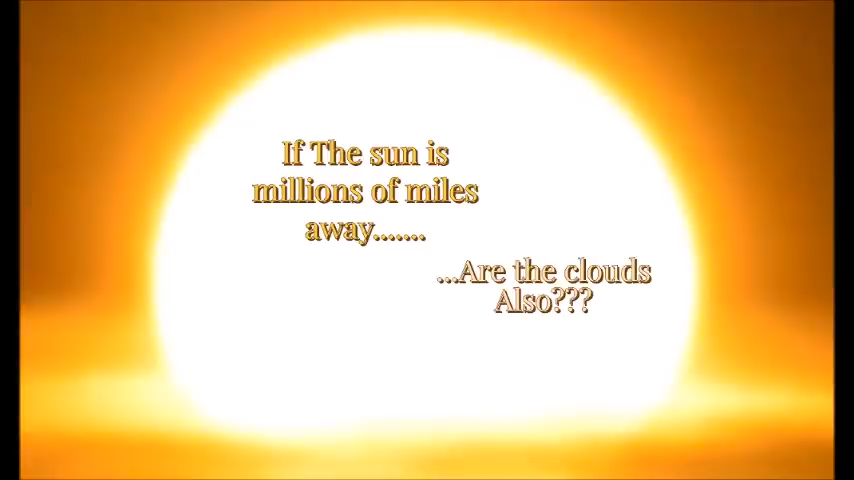 If The sun is
millions of miles
away.......
...Are the clouds
Also???